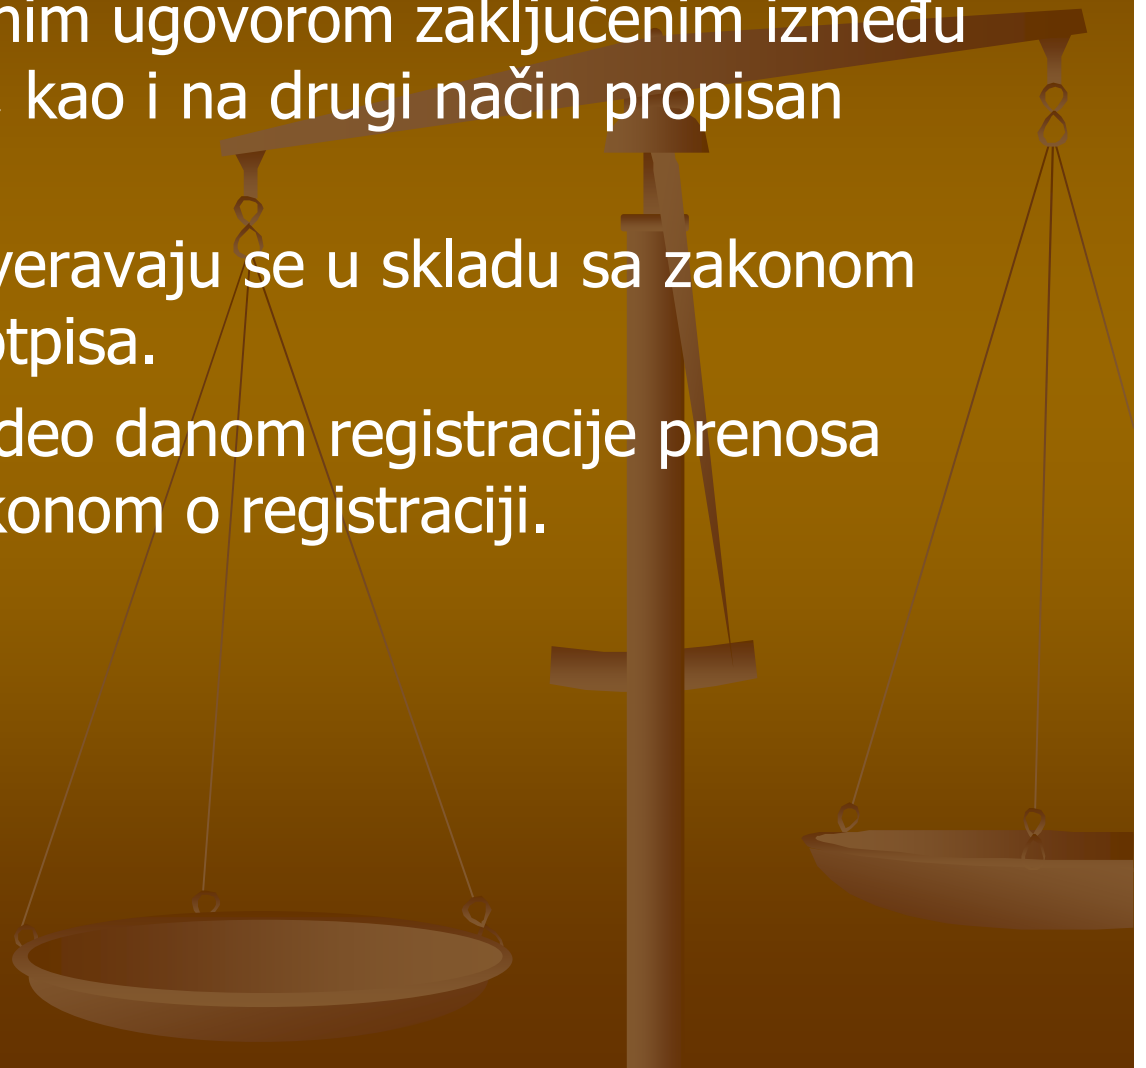 nim ugovorom zaključenim između
kao i na drugi način propisan
veravaju se u skladu sa zakonom
otpisa.
deo danom registracije prenosa
konom o registraciji.